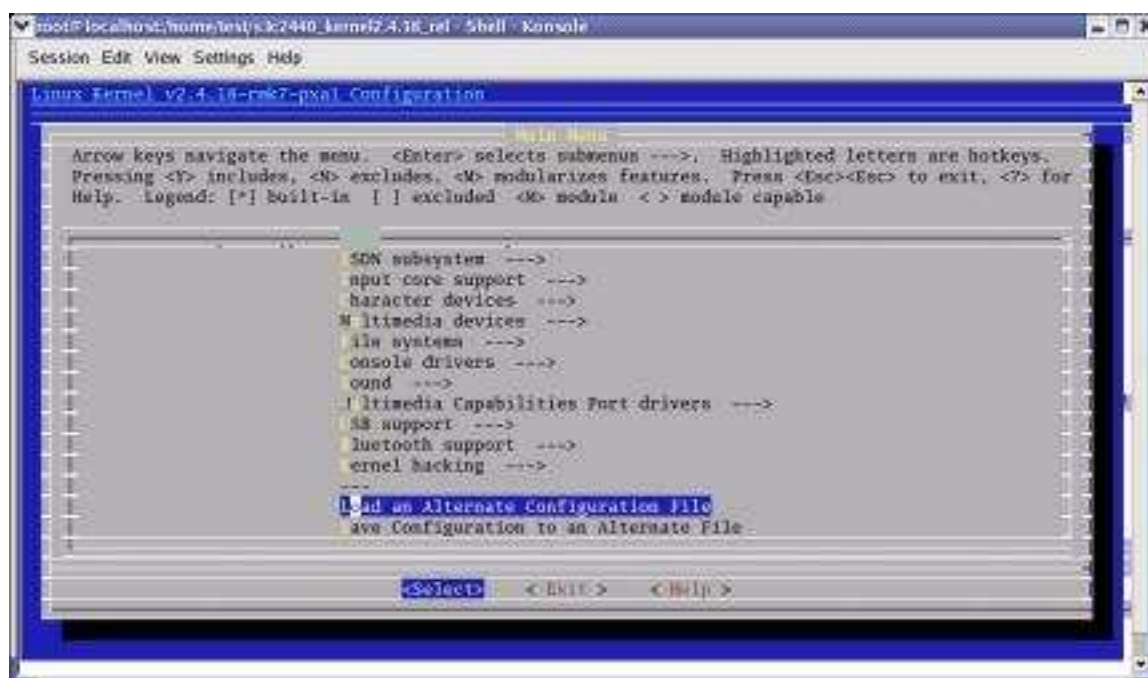 root@localhost:/home/test/s3c2440_kernel2.4.18_rel - Shell - Konsole
Session Edit View Settings Help
Linux Kernel v2.4.18-rmk7-pxa1 Configuration
Main Menu
Arrow keys navigate the menu. <Enter> selects submenus --->. Highlighted letters are hotkeys.
Pressing <Y> includes, <N> excludes, <M> modularizes features. Press <Esc><Esc> to exit, <?> for
Help. Legend: [*] built-in [ ] excluded <M> module < > module capable
SDN subsystem --->
nput core support --->
haracter devices --->
M ltimedia devices --->
ile systems --->
onsole drivers --->
ound --->
ltimedia Capabilities Port drivers --->
SB support --->
luetooth support --->
ernel hacking --->
---
Load an Alternate Configuration File
ave Configuration to an Alternate File
<Select> < Exit > < Help >